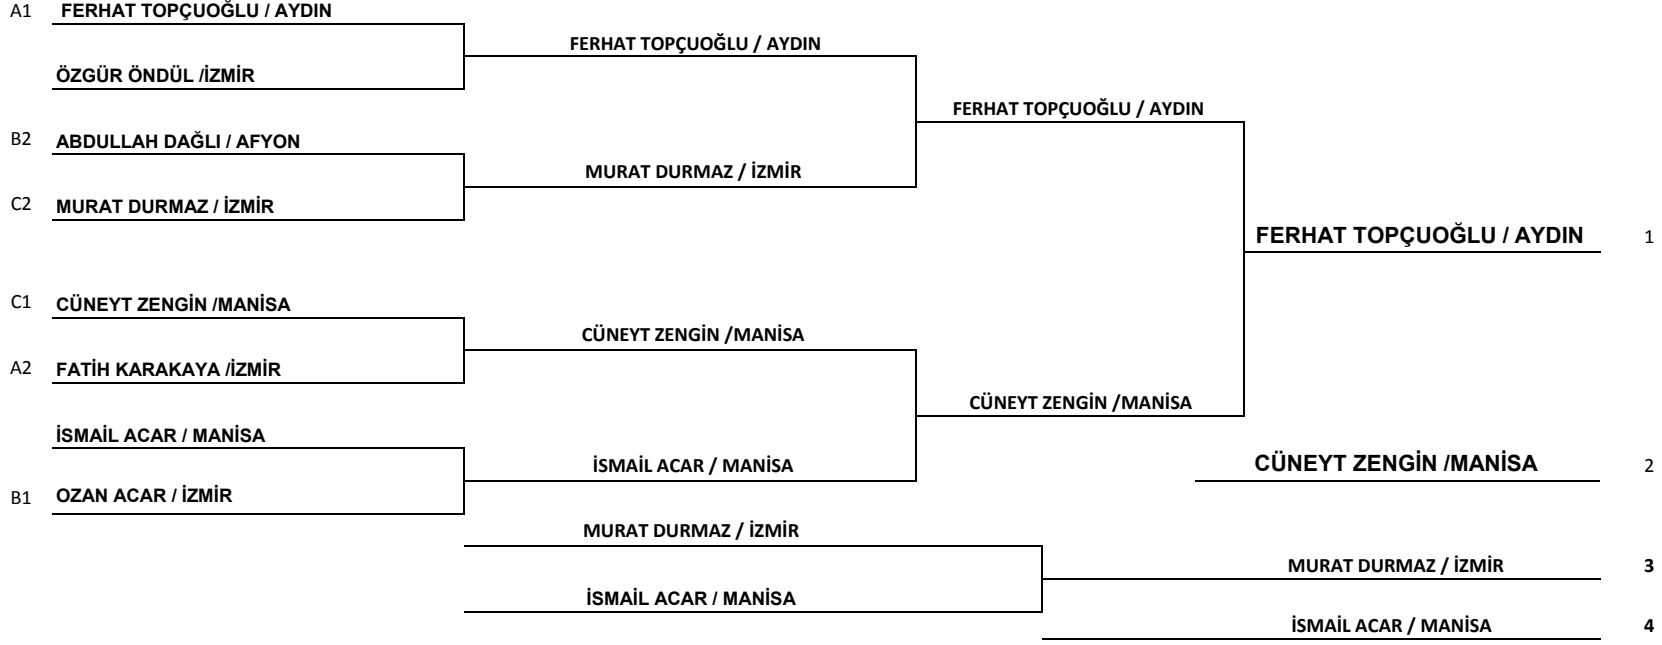 A1 FERHAT TOPÇUOĞLU / AYDIN
FERHAT TOPÇUOĞLU / AYDIN
ÖZGÜR ÖNDÜL /İZMİR
FERHAT TOPÇUOĞLU / AYDIN
B2 ABDULLAH DAĞLI / AFYON
MURAT DURMAZ / İZMİR
C2 MURAT DURMAZ / İZMİR
FERHAT TOPÇUOĞLU / AYDIN 1
C1 CÜNEYT ZENGİN /MANİSA
CÜNEYT ZENGİN /MANİSA
A2 FATİH KARAKAYA /İZMİR
CÜNEYT ZENGİN /MANİSA
İSMAİL ACAR / MANİSA
İSMAİL ACAR / MANİSA
CÜNEYT ZENGİN /MANİSA 2
B1 OZAN ACAR / İZMİR
MURAT DURMAZ / İZMİR
MURAT DURMAZ / İZMİR 3
İSMAİL ACAR / MANİSA
İSMAİL ACAR / MANİSA 4